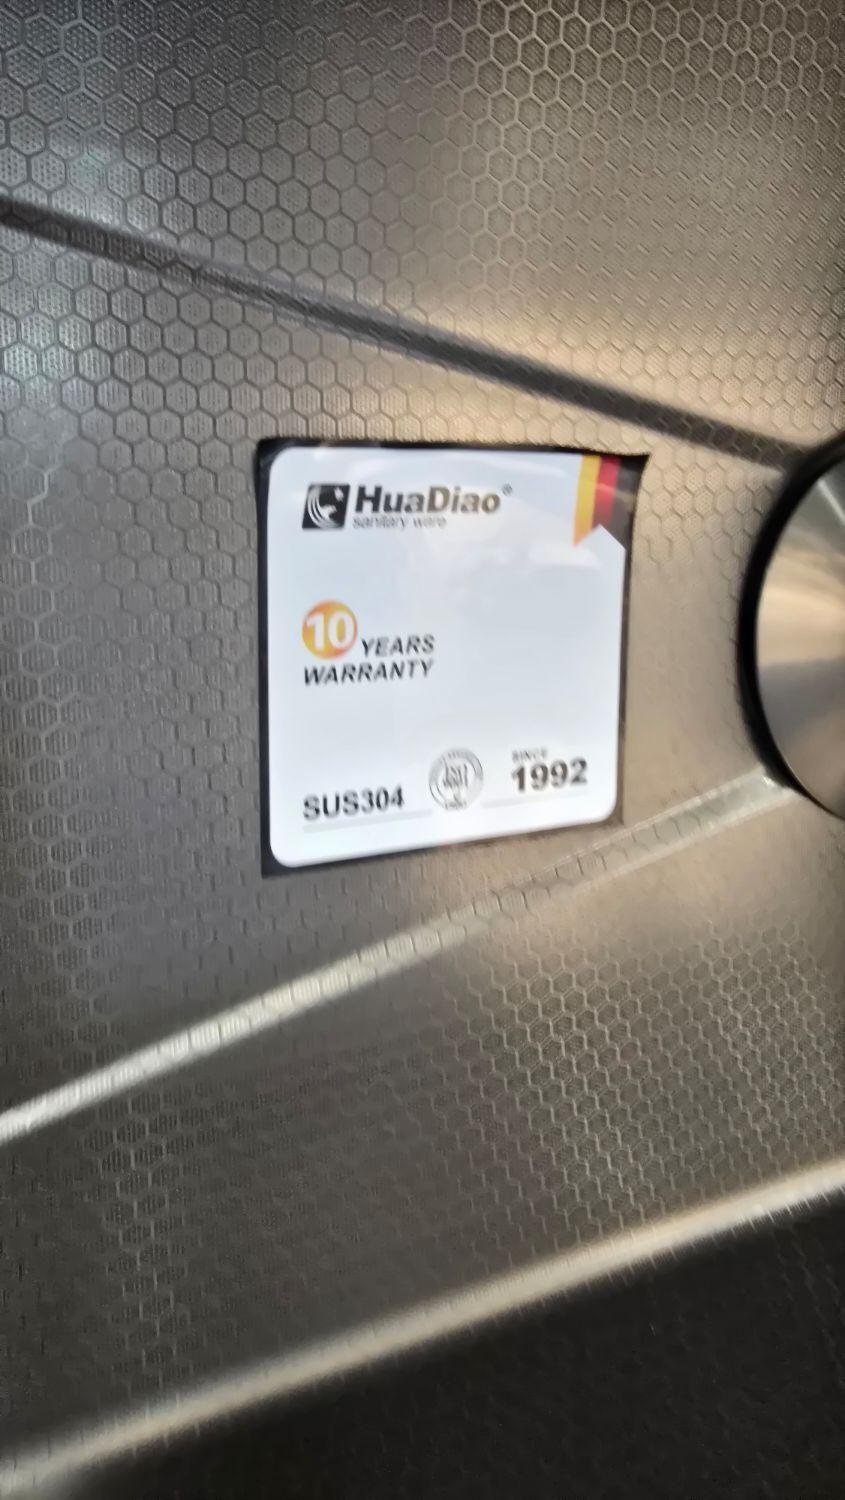 HuaDiao®
sanitary ware
10 YEARS
WARRANTY
SUS304
SINCE
1992